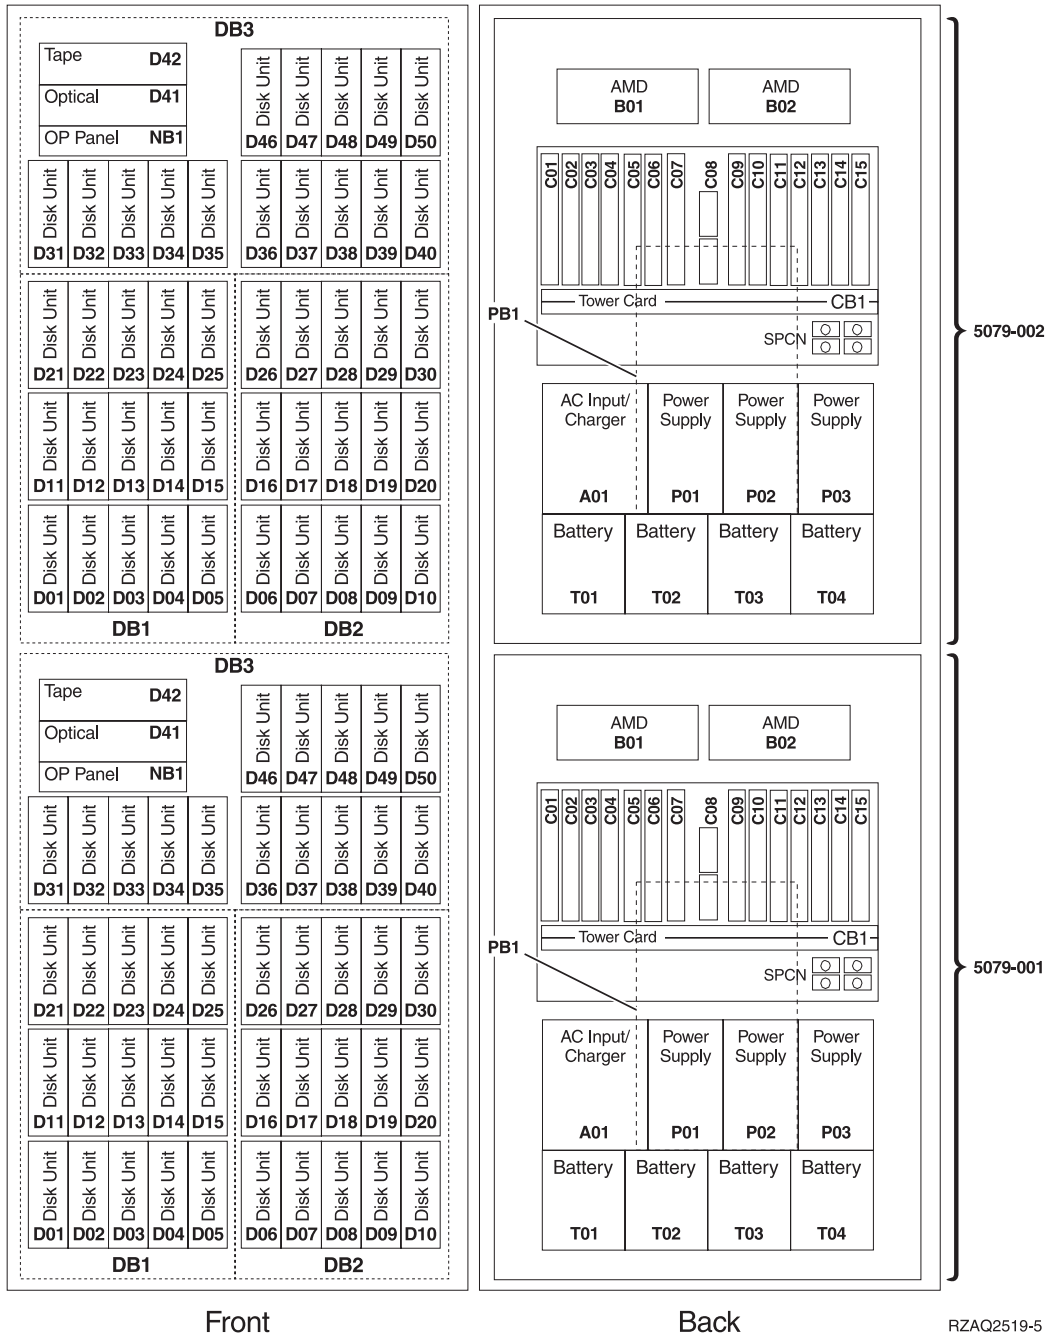 DB3
Tape D42
Optical D41
OP Panel NB1
Disk Unit Disk Unit Disk Unit Disk Unit Disk Unit
D46 D47 D48 D49 D50
Disk Unit Disk Unit Disk Unit Disk Unit Disk Unit Disk Unit Disk Unit Disk Unit Disk Unit Disk Unit
D31 D32 D33 D34 D35 D36 D37 D38 D39 D40
Disk Unit Disk Unit Disk Unit Disk Unit Disk Unit Disk Unit Disk Unit Disk Unit Disk Unit Disk Unit
D21 D22 D23 D24 D25 D26 D27 D28 D29 D30
Disk Unit Disk Unit Disk Unit Disk Unit Disk Unit Disk Unit Disk Unit Disk Unit Disk Unit Disk Unit
D11 D12 D13 D14 D15 D16 D17 D18 D19 D20
Disk Unit Disk Unit Disk Unit Disk Unit Disk Unit Disk Unit Disk Unit Disk Unit Disk Unit Disk Unit
D01 D02 D03 D04 D05 D06 D07 D08 D09 D10
DB1 DB2
DB3
Tape D42
Optical D41
OP Panel NB1
Disk Unit Disk Unit Disk Unit Disk Unit Disk Unit
D46 D47 D48 D49 D50
Disk Unit Disk Unit Disk Unit Disk Unit Disk Unit Disk Unit Disk Unit Disk Unit Disk Unit Disk Unit
D31 D32 D33 D34 D35 D36 D37 D38 D39 D40
Disk Unit Disk Unit Disk Unit Disk Unit Disk Unit Disk Unit Disk Unit Disk Unit Disk Unit Disk Unit
D21 D22 D23 D24 D25 D26 D27 D28 D29 D30
Disk Unit Disk Unit Disk Unit Disk Unit Disk Unit Disk Unit Disk Unit Disk Unit Disk Unit Disk Unit
D11 D12 D13 D14 D15 D16 D17 D18 D19 D20
Disk Unit Disk Unit Disk Unit Disk Unit Disk Unit Disk Unit Disk Unit Disk Unit Disk Unit Disk Unit
D01 D02 D03 D04 D05 D06 D07 D08 D09 D10
DB1 DB2
Front
AMD AMD
B01 B02
C01 C02 C03 C04 C05 C06 C07 C08 C09 C10 C11 C12 C13 C14 C15
Tower Card CB1
PB1
SPCN
5079-002
AC Input/ Power Power Power
Charger Supply Supply Supply
A01 P01 P02 P03
Battery Battery Battery Battery
T01 T02 T03 T04
AMD AMD
B01 B02
C01 C02 C03 C04 C05 C06 C07 C08 C09 C10 C11 C12 C13 C14 C15
Tower Card CB1
PB1
SPCN
5079-001
AC Input/ Power Power Power
Charger Supply Supply Supply
A01 P01 P02 P03
Battery Battery Battery Battery
T01 T02 T03 T04
Back
RZAQ2519-5